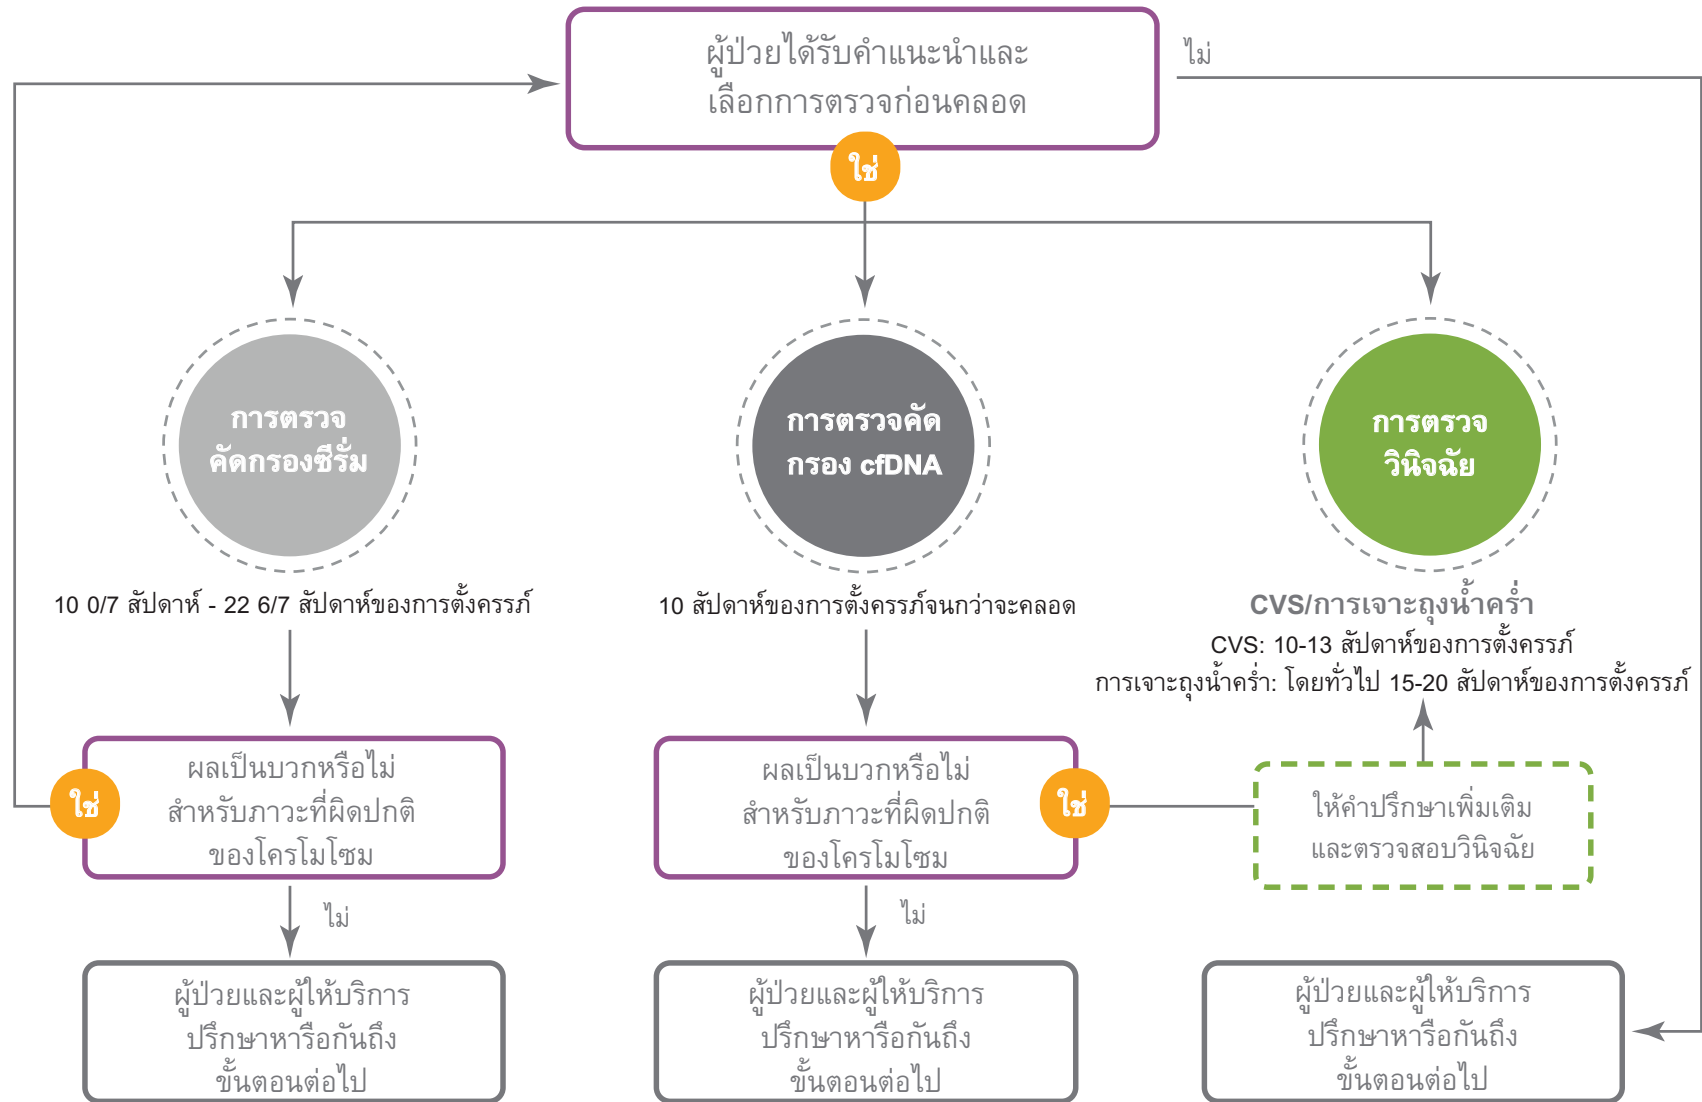 ผู้ป่วยได้รับคำแนะนำและ
เลือกการตรวจก่อนคลอด
ไม่
ใช่
การตรวจ
คัดกรองซีรั่ม
10 0/7 สัปดาห์ - 22 6/7 สัปดาห์ของการตั้งครรภ์
การตรวจคัด
กรอง cfDNA
10 สัปดาห์ของการตั้งครรภ์จนกว่าจะคลอด
การตรวจ
วินิจฉัย
CVS/การเจาะถุงน้ำคร่ำ
CVS: 10-13 สัปดาห์ของการตั้งครรภ์
การเจาะถุงน้ำคร่ำ: โดยทั่วไป 15-20 สัปดาห์ของการตั้งครรภ์
ใช่
ผลเป็นบวกหรือไม่
สำหรับภาวะที่ผิดปกติ
ของโครโมโซม
ผลเป็นบวกหรือไม่
สำหรับภาวะที่ผิดปกติ
ของโครโมโซม
ใช่
ให้คำปรึกษาเพิ่มเติม
และตรวจสอบวินิจฉัย
ไม่
ไม่
ผู้ป่วยและผู้ให้บริการ
ปรึกษาหารือกันถึง
ขั้นตอนต่อไป
ผู้ป่วยและผู้ให้บริการ
ปรึกษาหารือกันถึง
ขั้นตอนต่อไป
ผู้ป่วยและผู้ให้บริการ
ปรึกษาหารือกันถึง
ขั้นตอนต่อไป